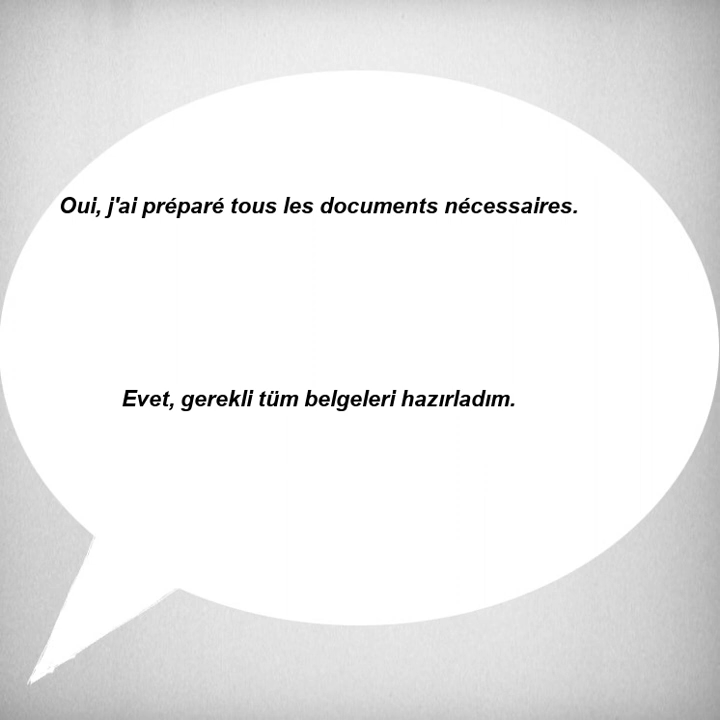 Oui, j'ai préparé tous les documents nécessaires.
Evet, gerekli tüm belgeleri hazırladım.